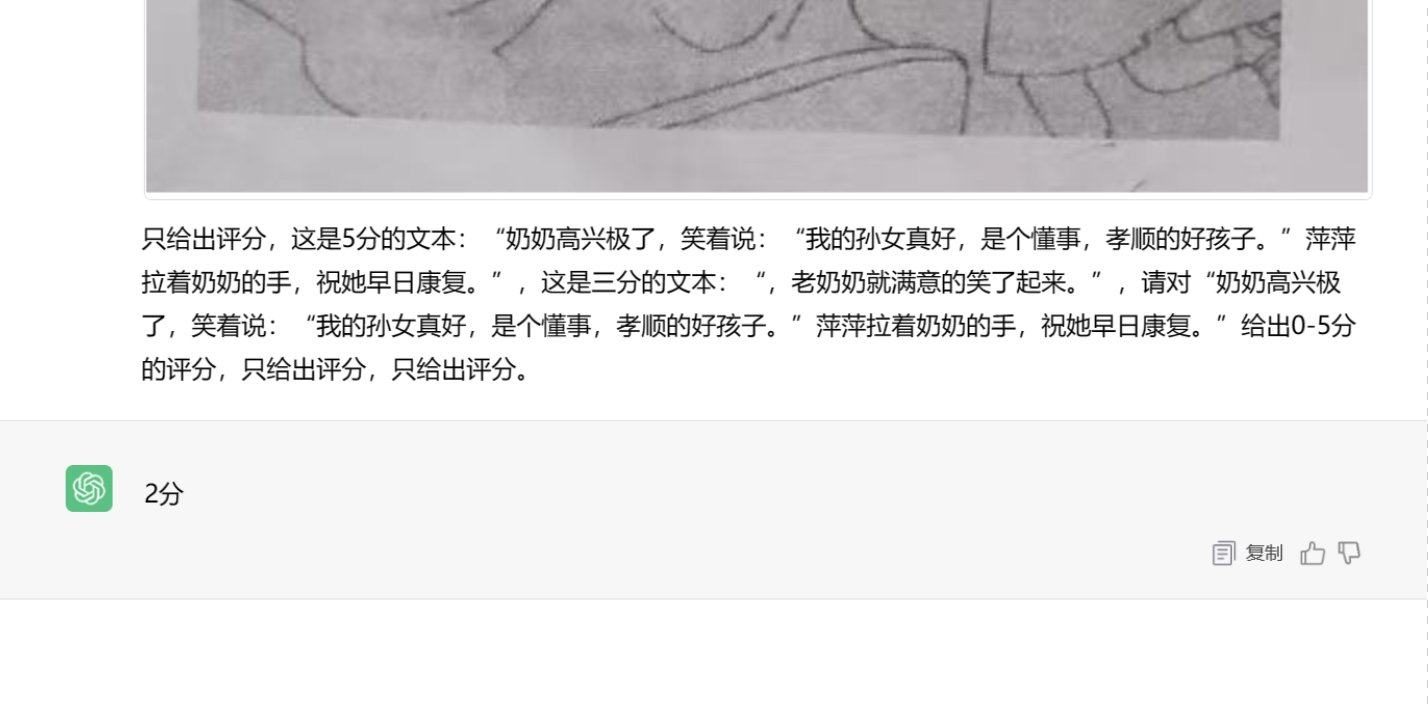 只给出评分，这是5分的文本：“奶奶高兴极了，笑着说：“我的孙女真好，是个懂事，孝顺的好孩子。”萍萍
拉着奶奶的手，祝她早日康复。”，这是三分的文本：“，老奶奶就满意的笑了起来。”，请对“奶奶高兴极
了，笑着说：“我的孙女真好，是个懂事，孝顺的好孩子。”萍萍拉着奶奶的手，祝她早日康复。”给出0-5分
的评分，只给出评分，只给出评分。
2分
复制